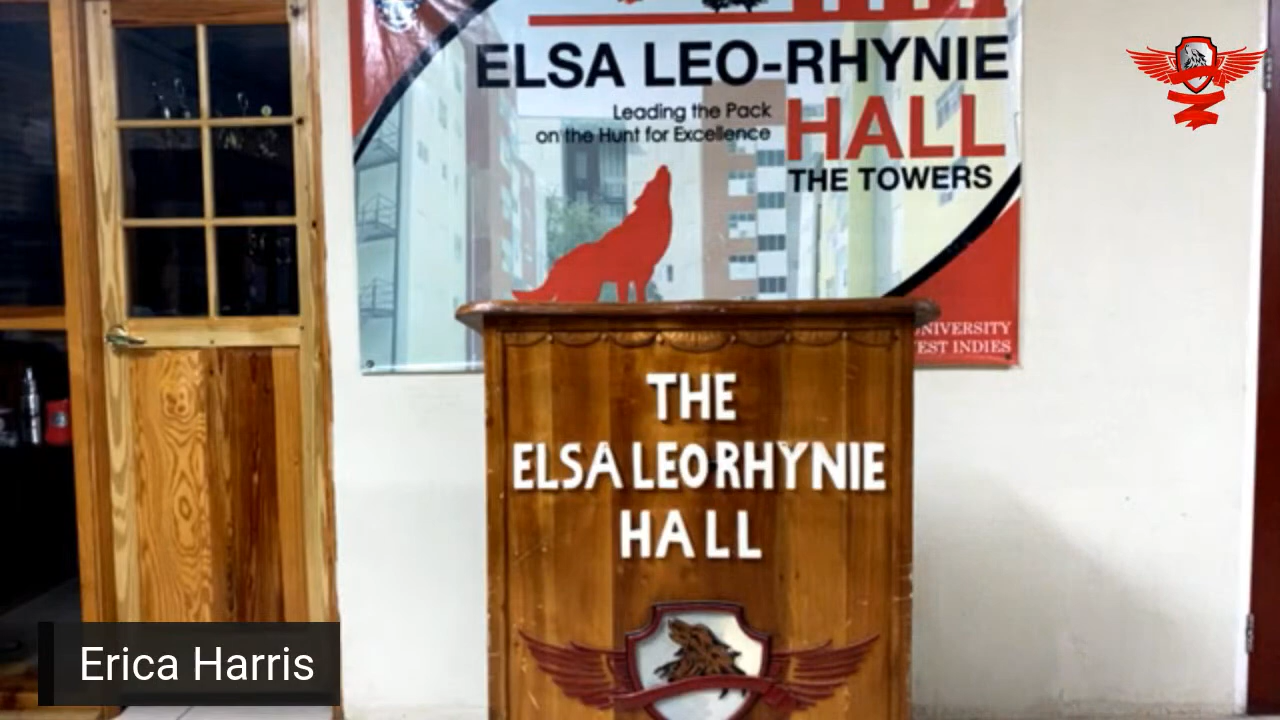 ELSA LEO-RHYNIE
Leading the Pack
on the Hunt for Excellence
HALL
THE TOWERS
UNIVERSITY
WEST INDIES
THE
ELSA LEO RHYNIE
HALL
Erica Harris